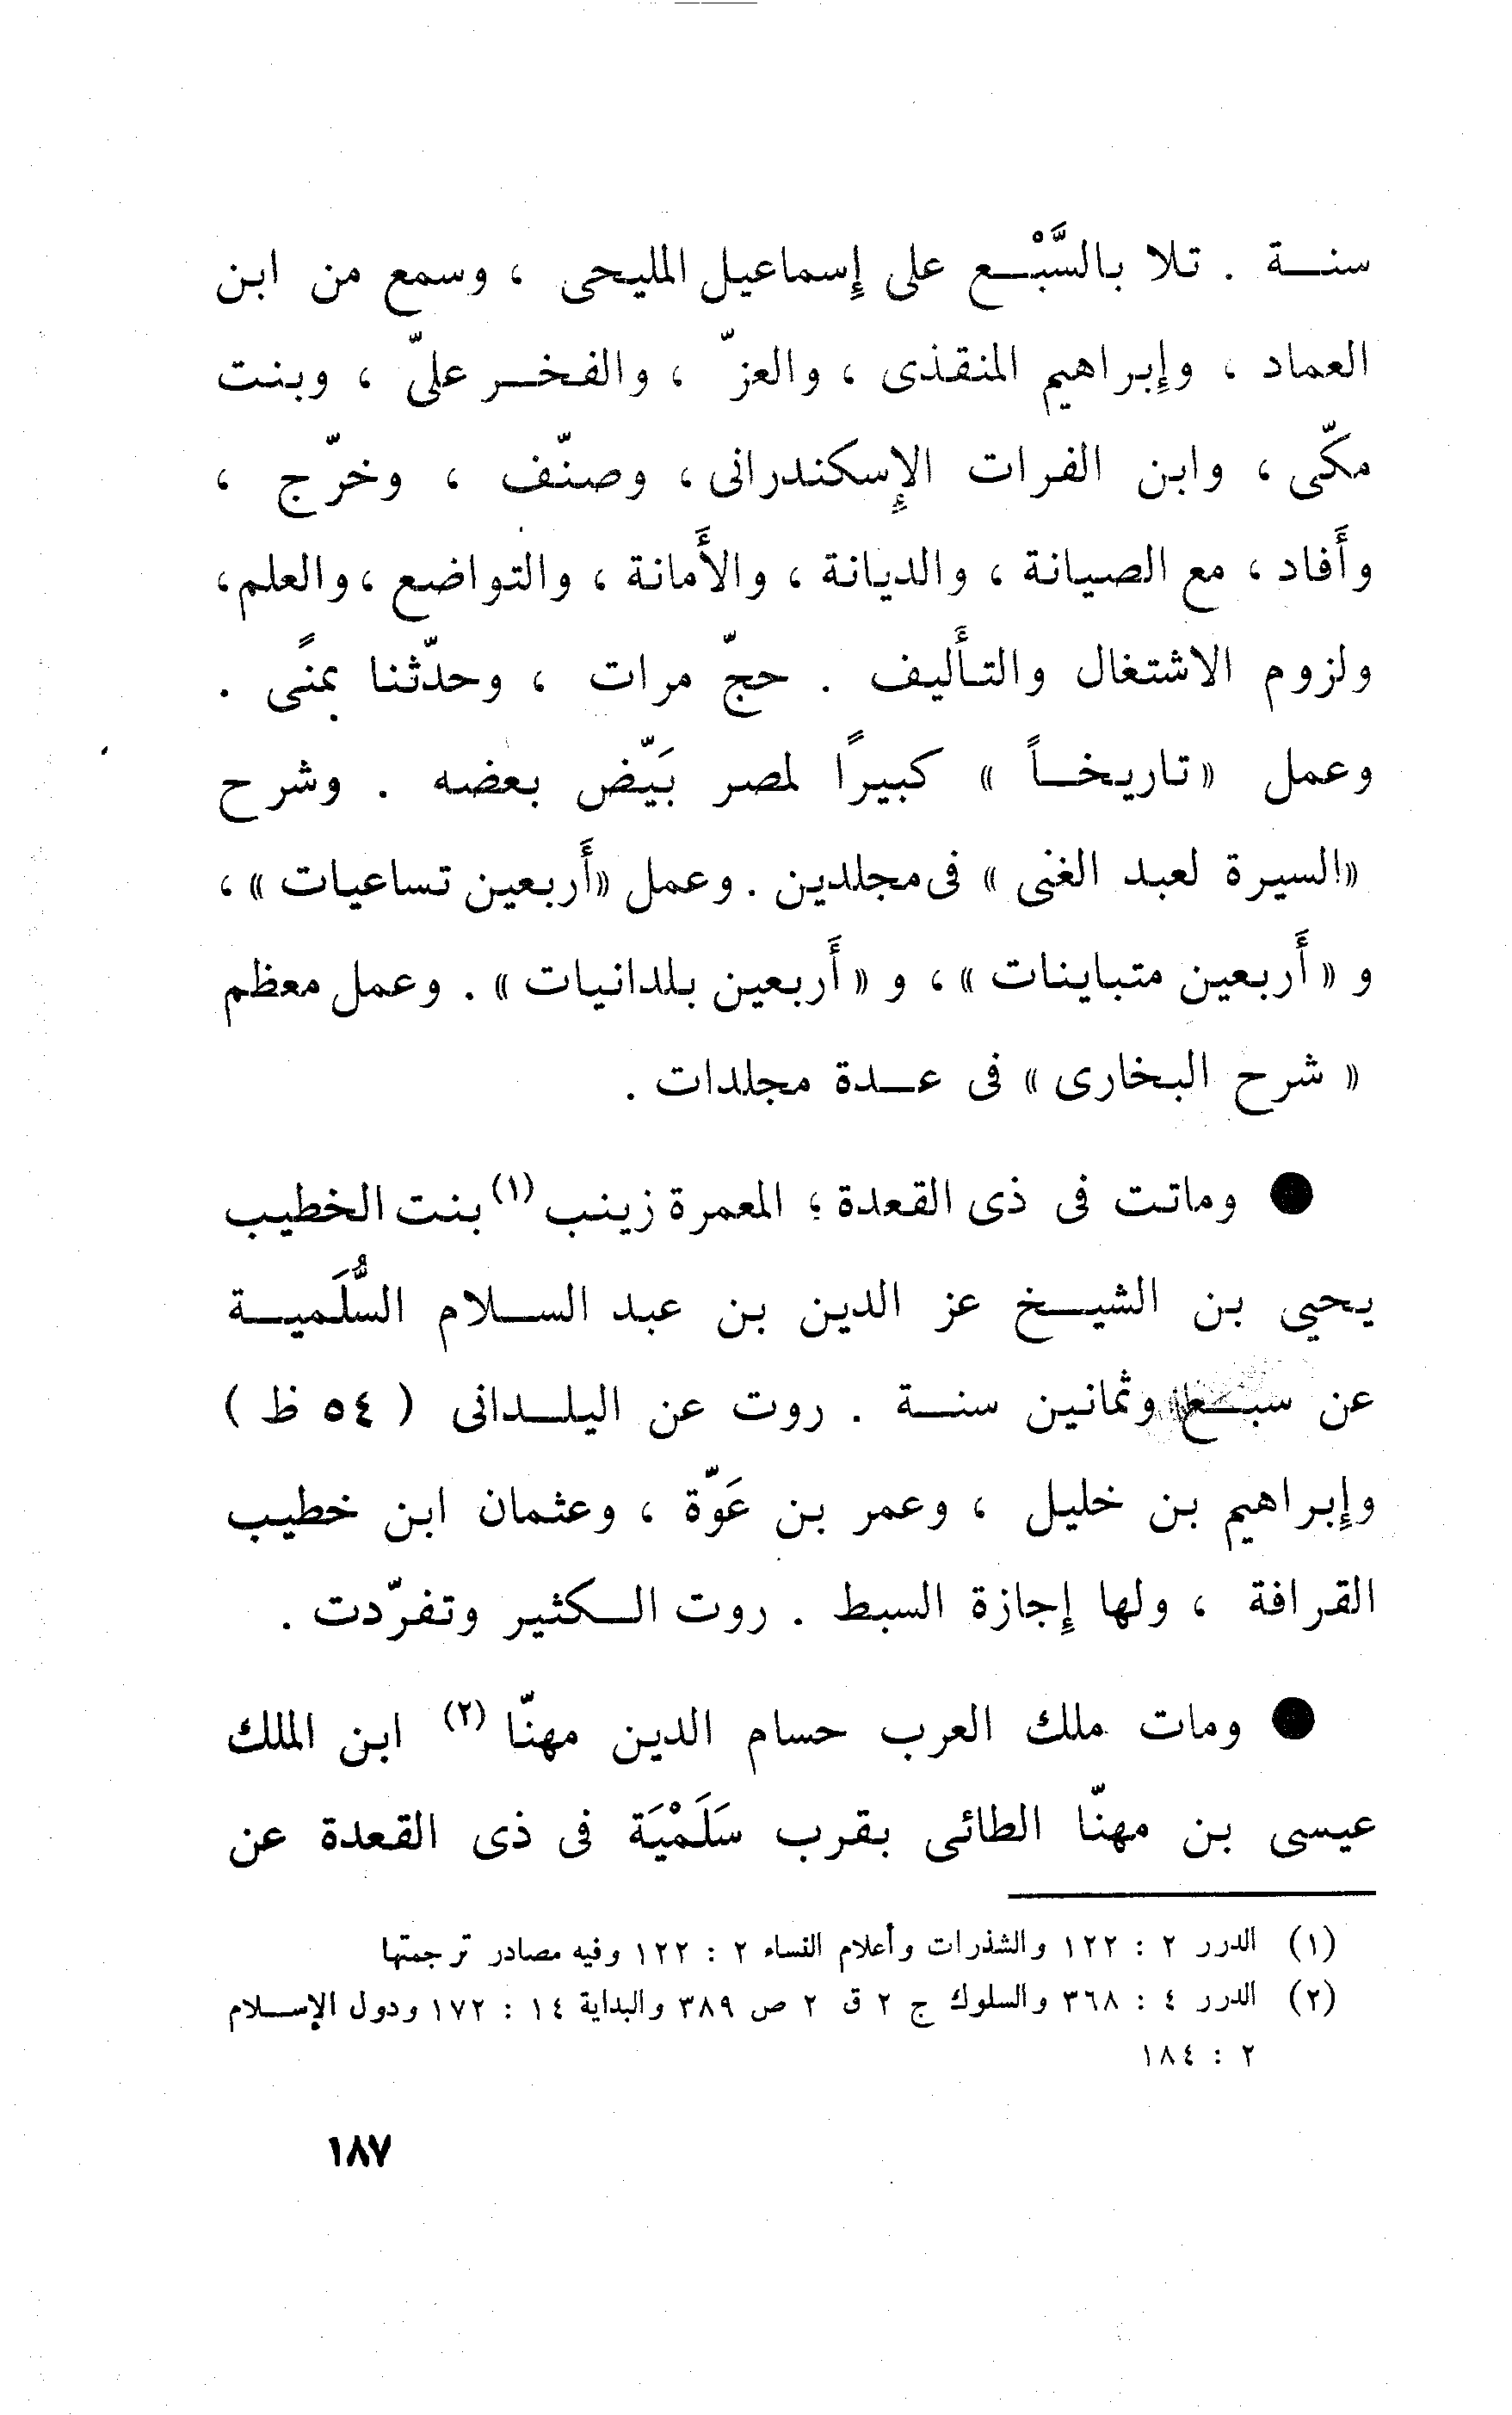 سنة . تلا بالسَّبْع على إسماعيل المليحى ، وسمع من ابن
العماد ، وإبراهيم المنقذى ، والعزّ ، والفخر علىّ ، وبنت
مكّى ، وابن الفرات الإسكندرانى ، وصنّف ، وخرّج ،
وأَفاد ، مع الصيانة ، والديانة ، والأَمانة ، والتواضع ، والعلم ،
ولزوم الاشتغال والتأَليف . حجّ مرات ، وحدّثنا بمنًى .
وعمل «تاريخاً » كبيرًا لمصر بَيّض بعضه . وشرح
«السيرة لعبد الغنى » فى مجلدين . وعمل «أَربعين تساعيات » ،
و «أَربعين متباينات » ، و «أَربعين بلدانيات » . وعمل معظم
« شرح البخارى » فى عدة مجلدات .
● وماتت فى ذى القعدة ؛ المعمرة زينب (١) بنت الخطيب
يحيى بن الشيخ عز الدين بن عبد السلام السُّلَمية
عن سبع وثمانين سنة . روت عن اليلدانى ( ٥٤ ظ )
وإبراهيم بن خليل ، وعمر بن عَوّة ، وعثمان ابن خطيب
القرافة ، ولها إجازة السبط . روت الكثير وتفرّدت .
● ومات ملك العرب حسام الدين مهنّا (٢) ابن الملك
عيسى بن مهنّا الطائى بقرب سَلَمْيَة فى ذى القعدة عن
(١) الدرر ٢ : ١٢٢ والشذرات وأعلام النساء ٢ : ١٢٢ وفيه مصادر ترجمتها
(٢) الدرر ٤ : ٣٦٨ والسلوك ج ٢ ق ٢ ص ٣٨٩ والبداية ١٤ : ١٧٢ ودول الإسلام
٢ : ١٨٤
١٨٧